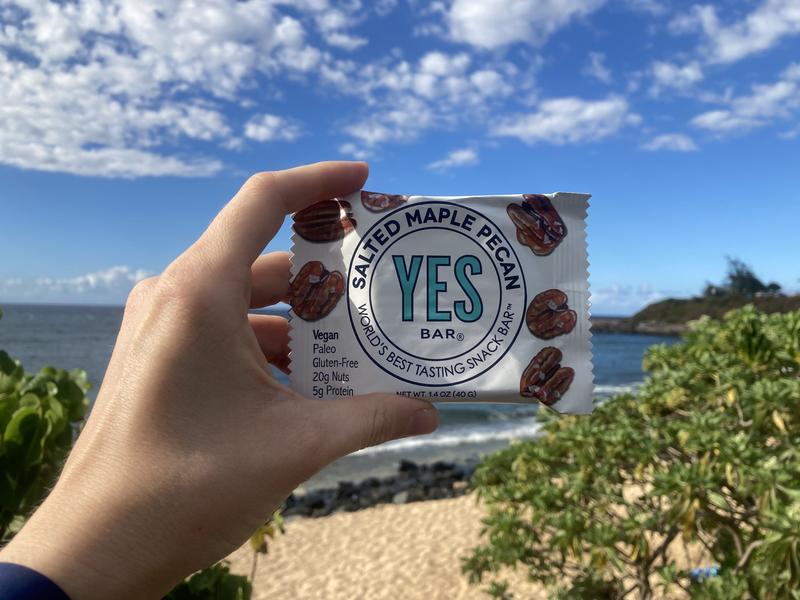 SALTED MAPLE PECAN
YES
BAR®
WORLD'S BEST TASTING SNACK BAR™
Vegan
Paleo
Gluten-Free
20g Nuts
5g Protein
NET WT. 1.4 OZ (40 G)